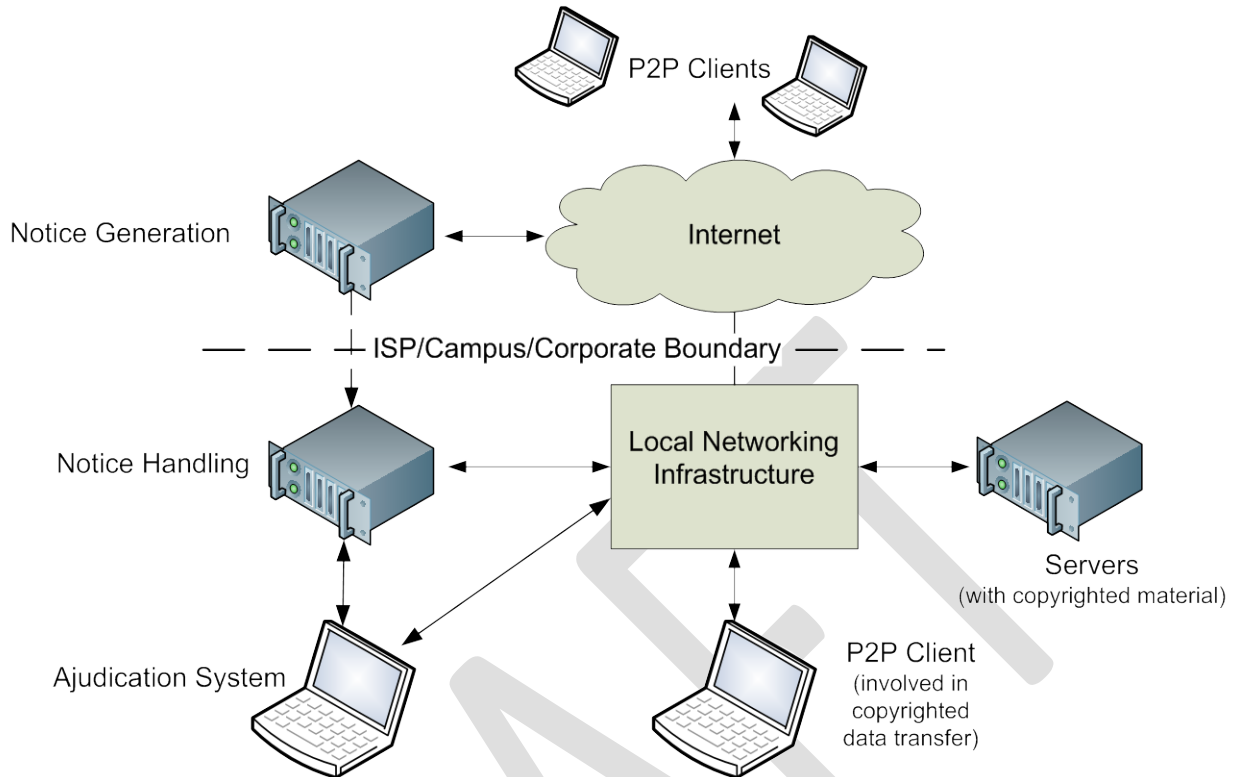 P2P Clients
Notice Generation
Internet
ISP/Campus/Corporate Boundary
Notice Handling
Local Networking
Infrastructure
Servers
(with copyrighted material)
Ajudication System
P2P Client
(involved in
copyrighted
data transfer)